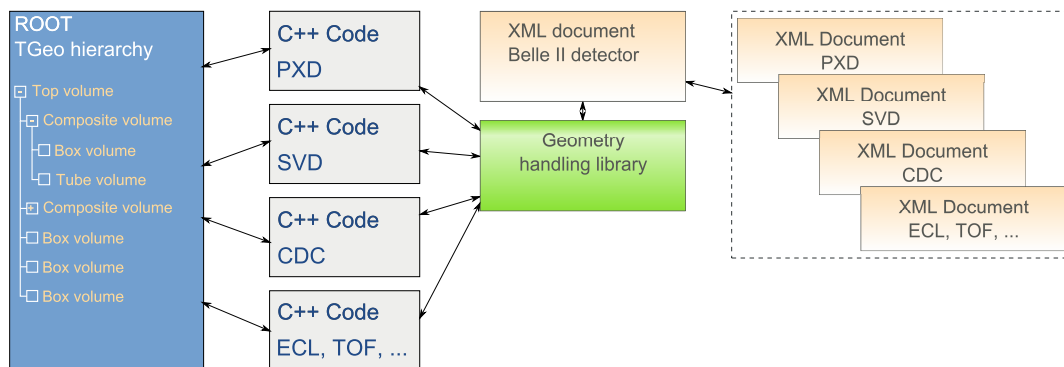 ROOT
TGeo hierarchy
Top volume
Composite volume
Box volume
Tube volume
Composite volume
Box volume
Box volume
Box volume
C++ Code
PXD
C++ Code
SVD
C++ Code
CDC
C++ Code
ECL, TOF, ...
XML document
Belle II detector
Geometry
handling library
XML Document
PXD
XML Document
SVD
XML Document
CDC
XML Document
ECL, TOF, ...